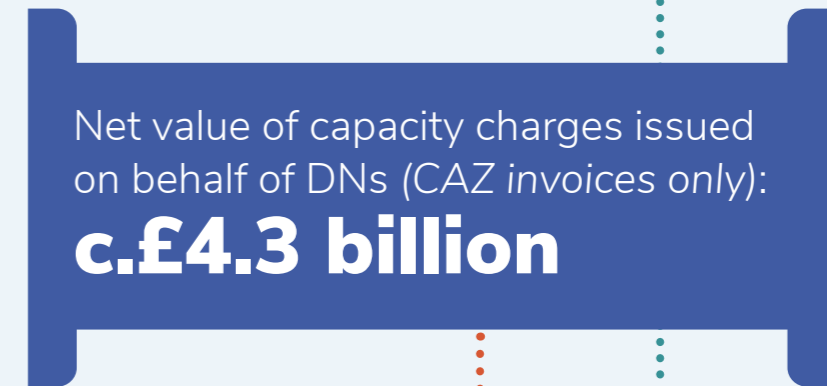 Net value of capacity charges issued
on behalf of DNs (CAZ invoices only):
c.£4.3 billion